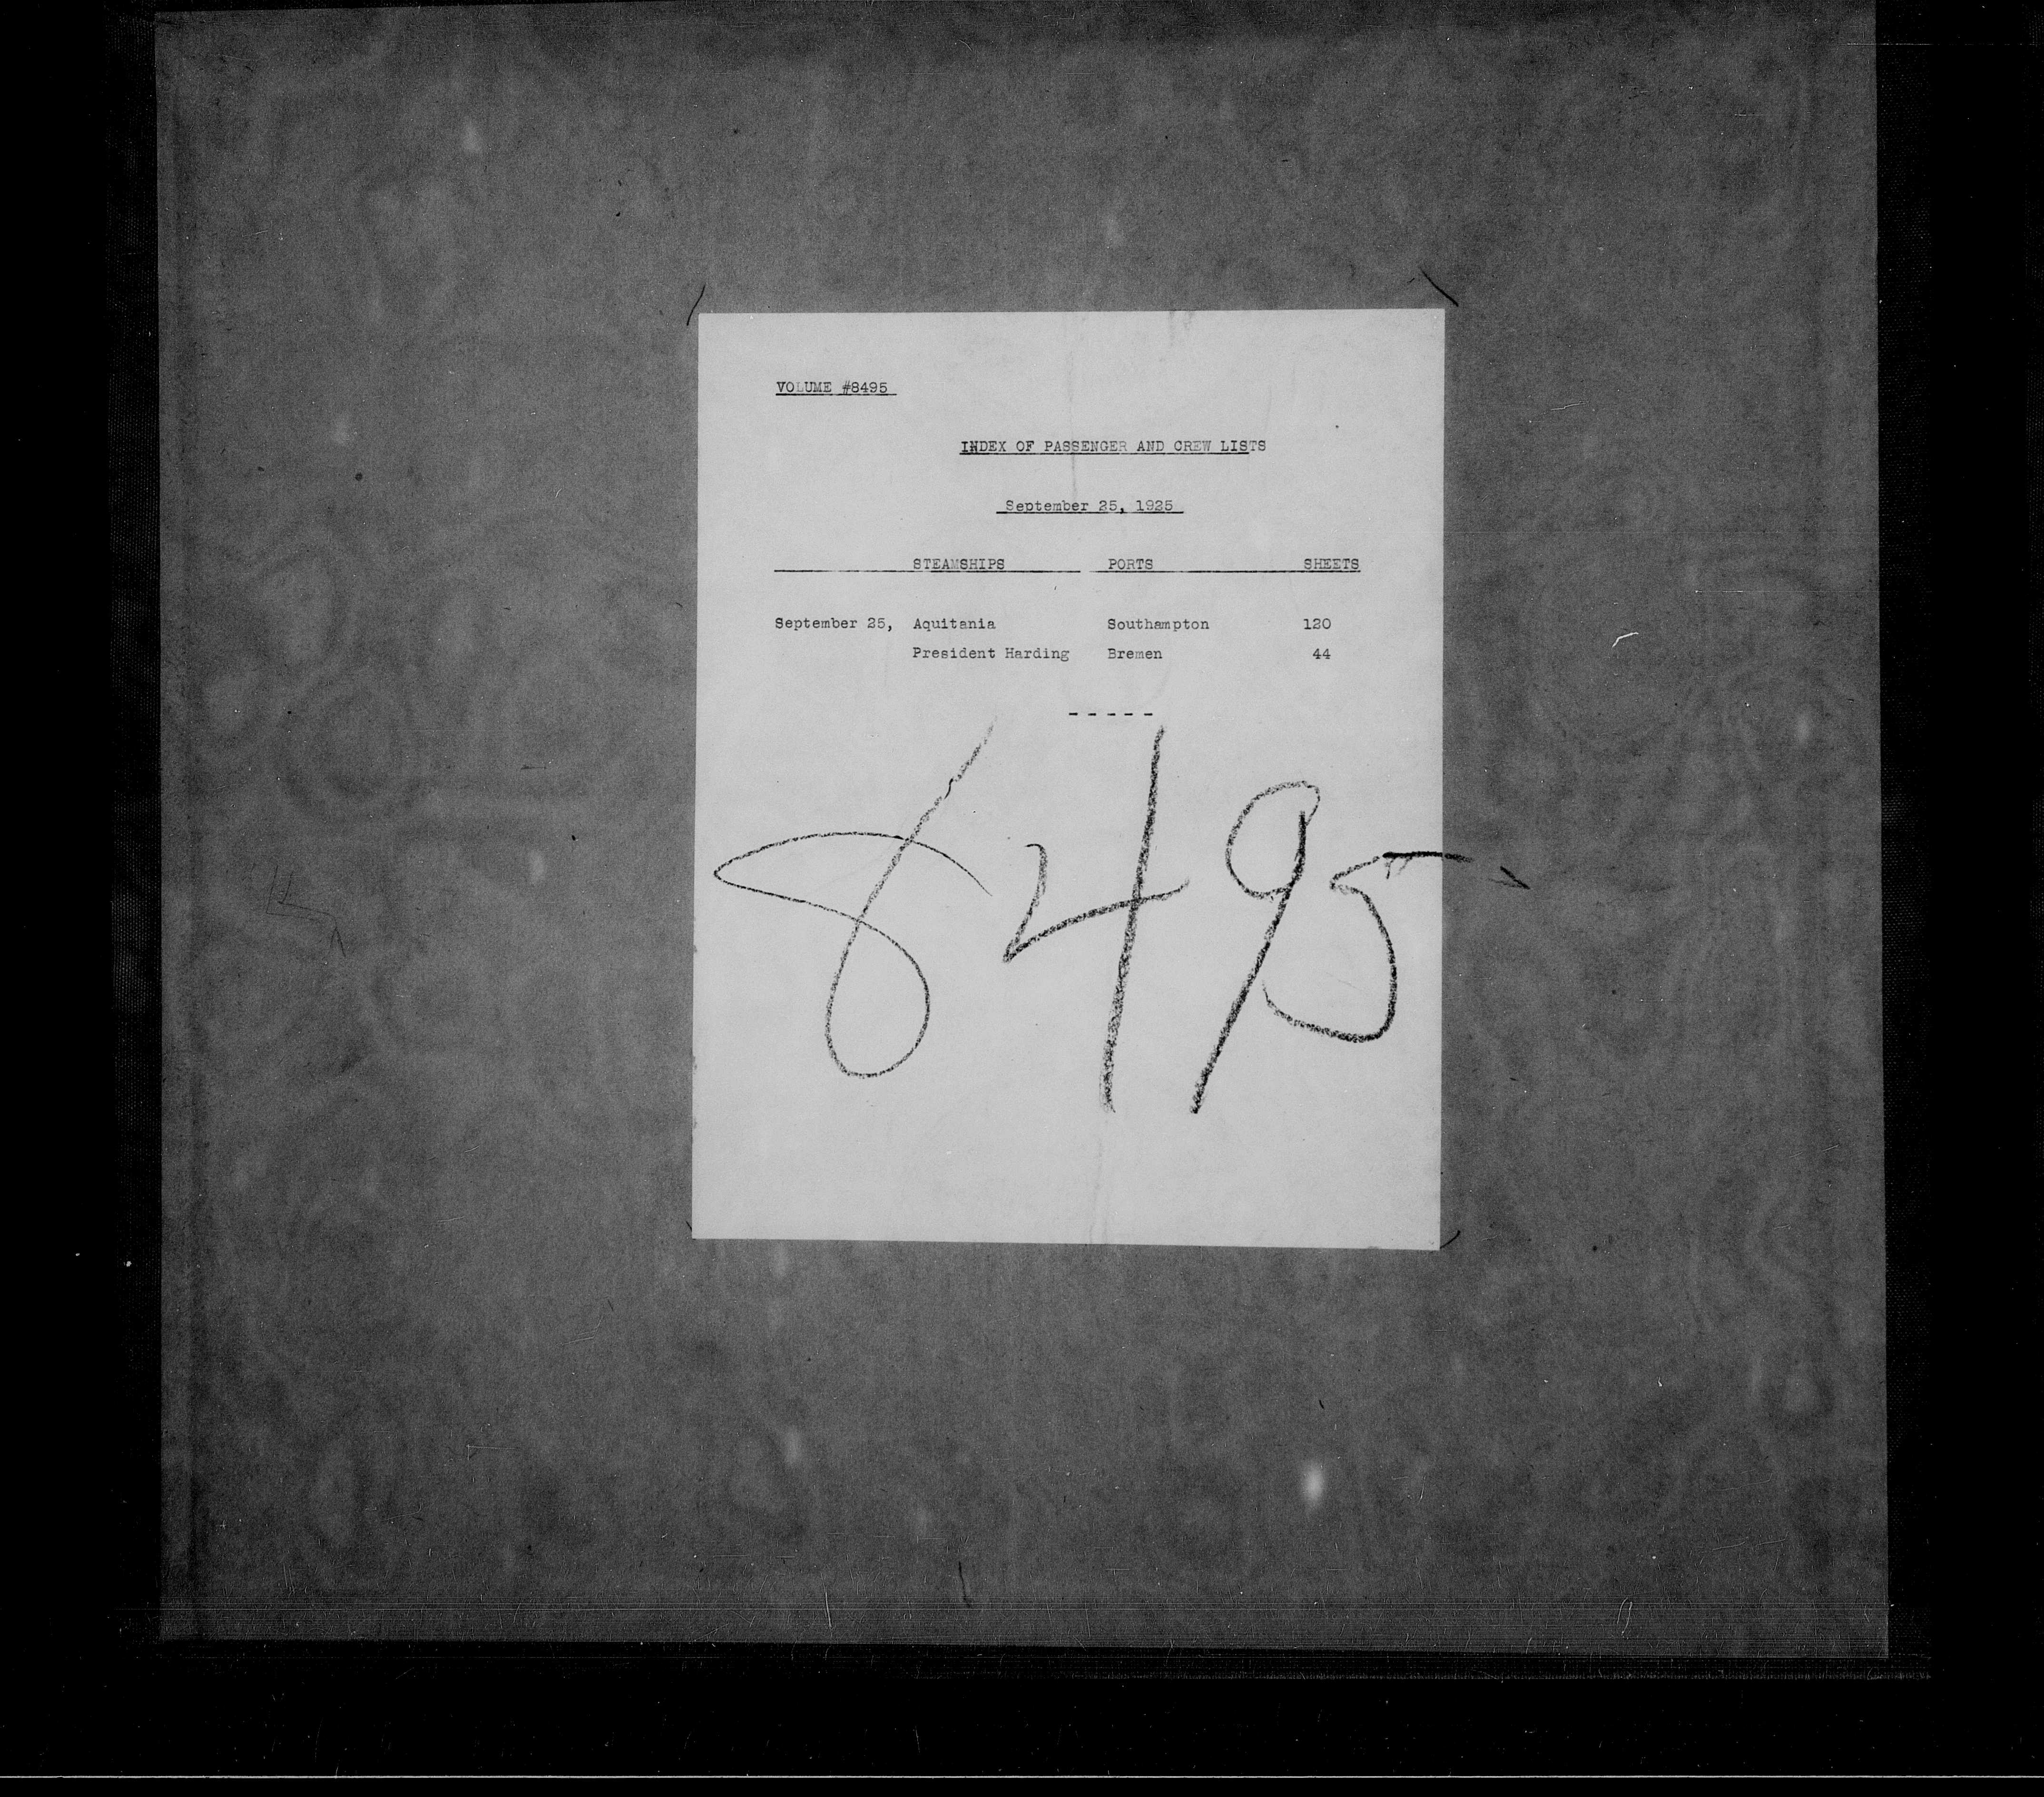 VOLUME #8495
INDEX OF PASSENGER AND CREW LISTS
September 25, 1925
STEAMSHIPS PORTS SHEETS
September 25, Aquitania Southampton 120
President Harding Bremen 44
- - - - -
8495